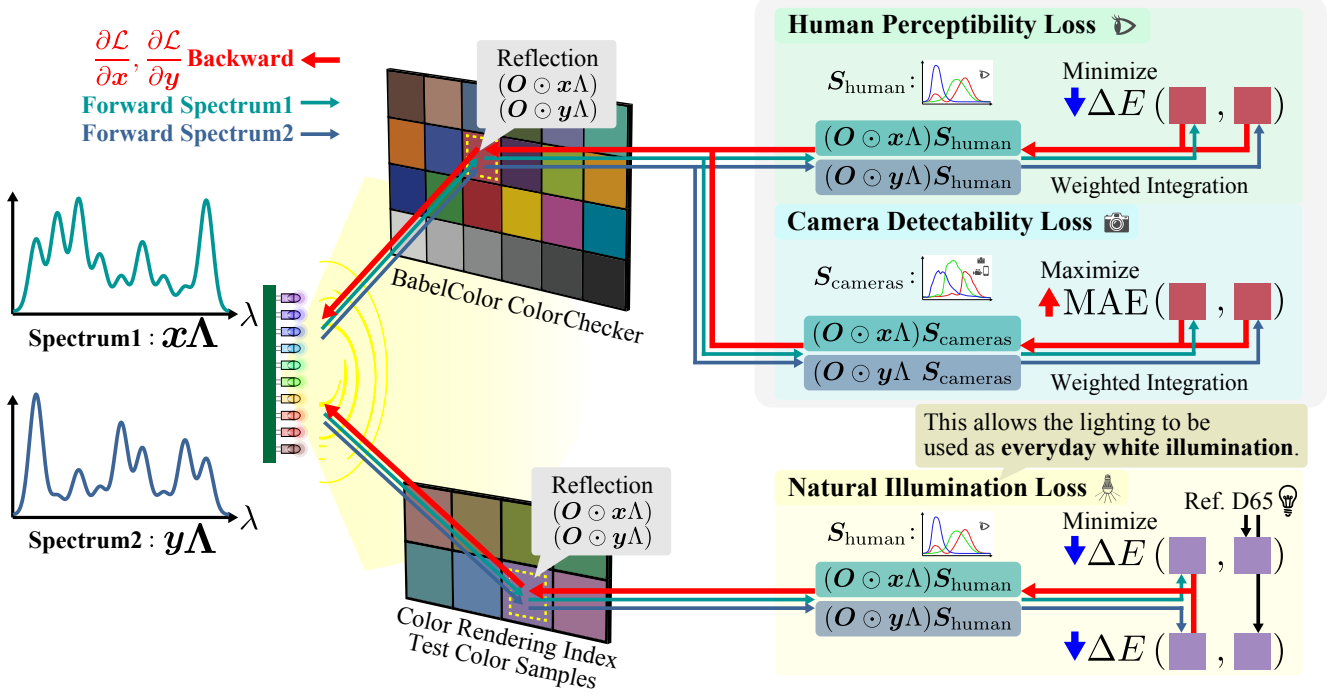 ∂ℒ/∂x, ∂ℒ/∂y Backward
Forward Spectrum1
Forward Spectrum2
λ
Spectrum1 : xΛ
λ
Spectrum2 : yΛ
Reflection
(O ⊙ xΛ)
(O ⊙ yΛ)
BabelColor ColorChecker
Reflection
(O ⊙ xΛ)
(O ⊙ yΛ)
Color Rendering Index
Test Color Samples
Human Perceptibility Loss
S_human :
Minimize
ΔE ( , )
(O ⊙ xΛ)S_human
(O ⊙ yΛ)S_human
Weighted Integration
Camera Detectability Loss
S_cameras :
Maximize
MAE ( , )
(O ⊙ xΛ)S_cameras
(O ⊙ yΛ S_cameras
Weighted Integration
This allows the lighting to be
used as everyday white illumination.
Natural Illumination Loss
S_human :
Minimize
Ref. D65
ΔE ( , )
(O ⊙ xΛ)S_human
(O ⊙ yΛ)S_human
ΔE ( , )